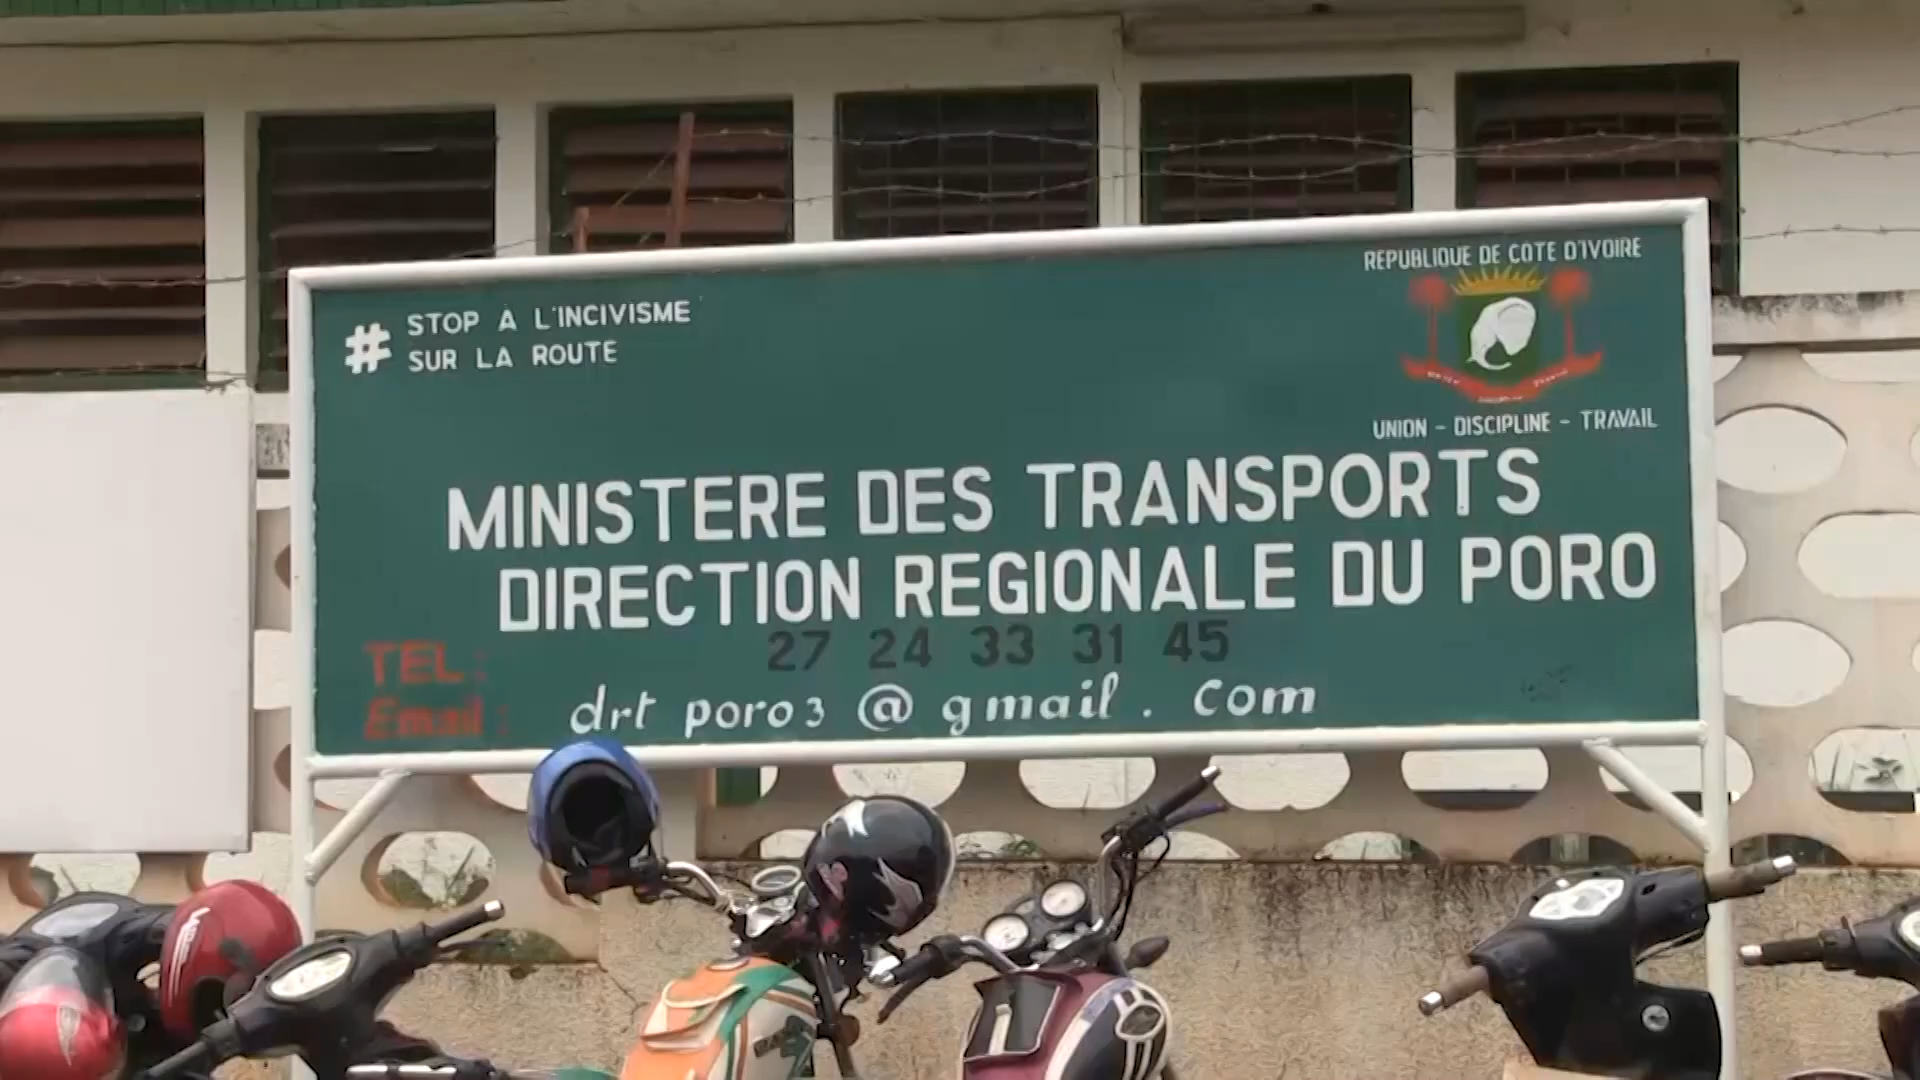 # STOP À L'INCIVISME
SUR LA ROUTE
REPUBLIQUE DE COTE D'IVOIRE
UNION - DISCIPLINE - TRAVAIL
MINISTERE DES TRANSPORTS
DIRECTION REGIONALE DU PORO
TEL : 27 24 33 31 45
Email : drt poro3 @ gmail . com